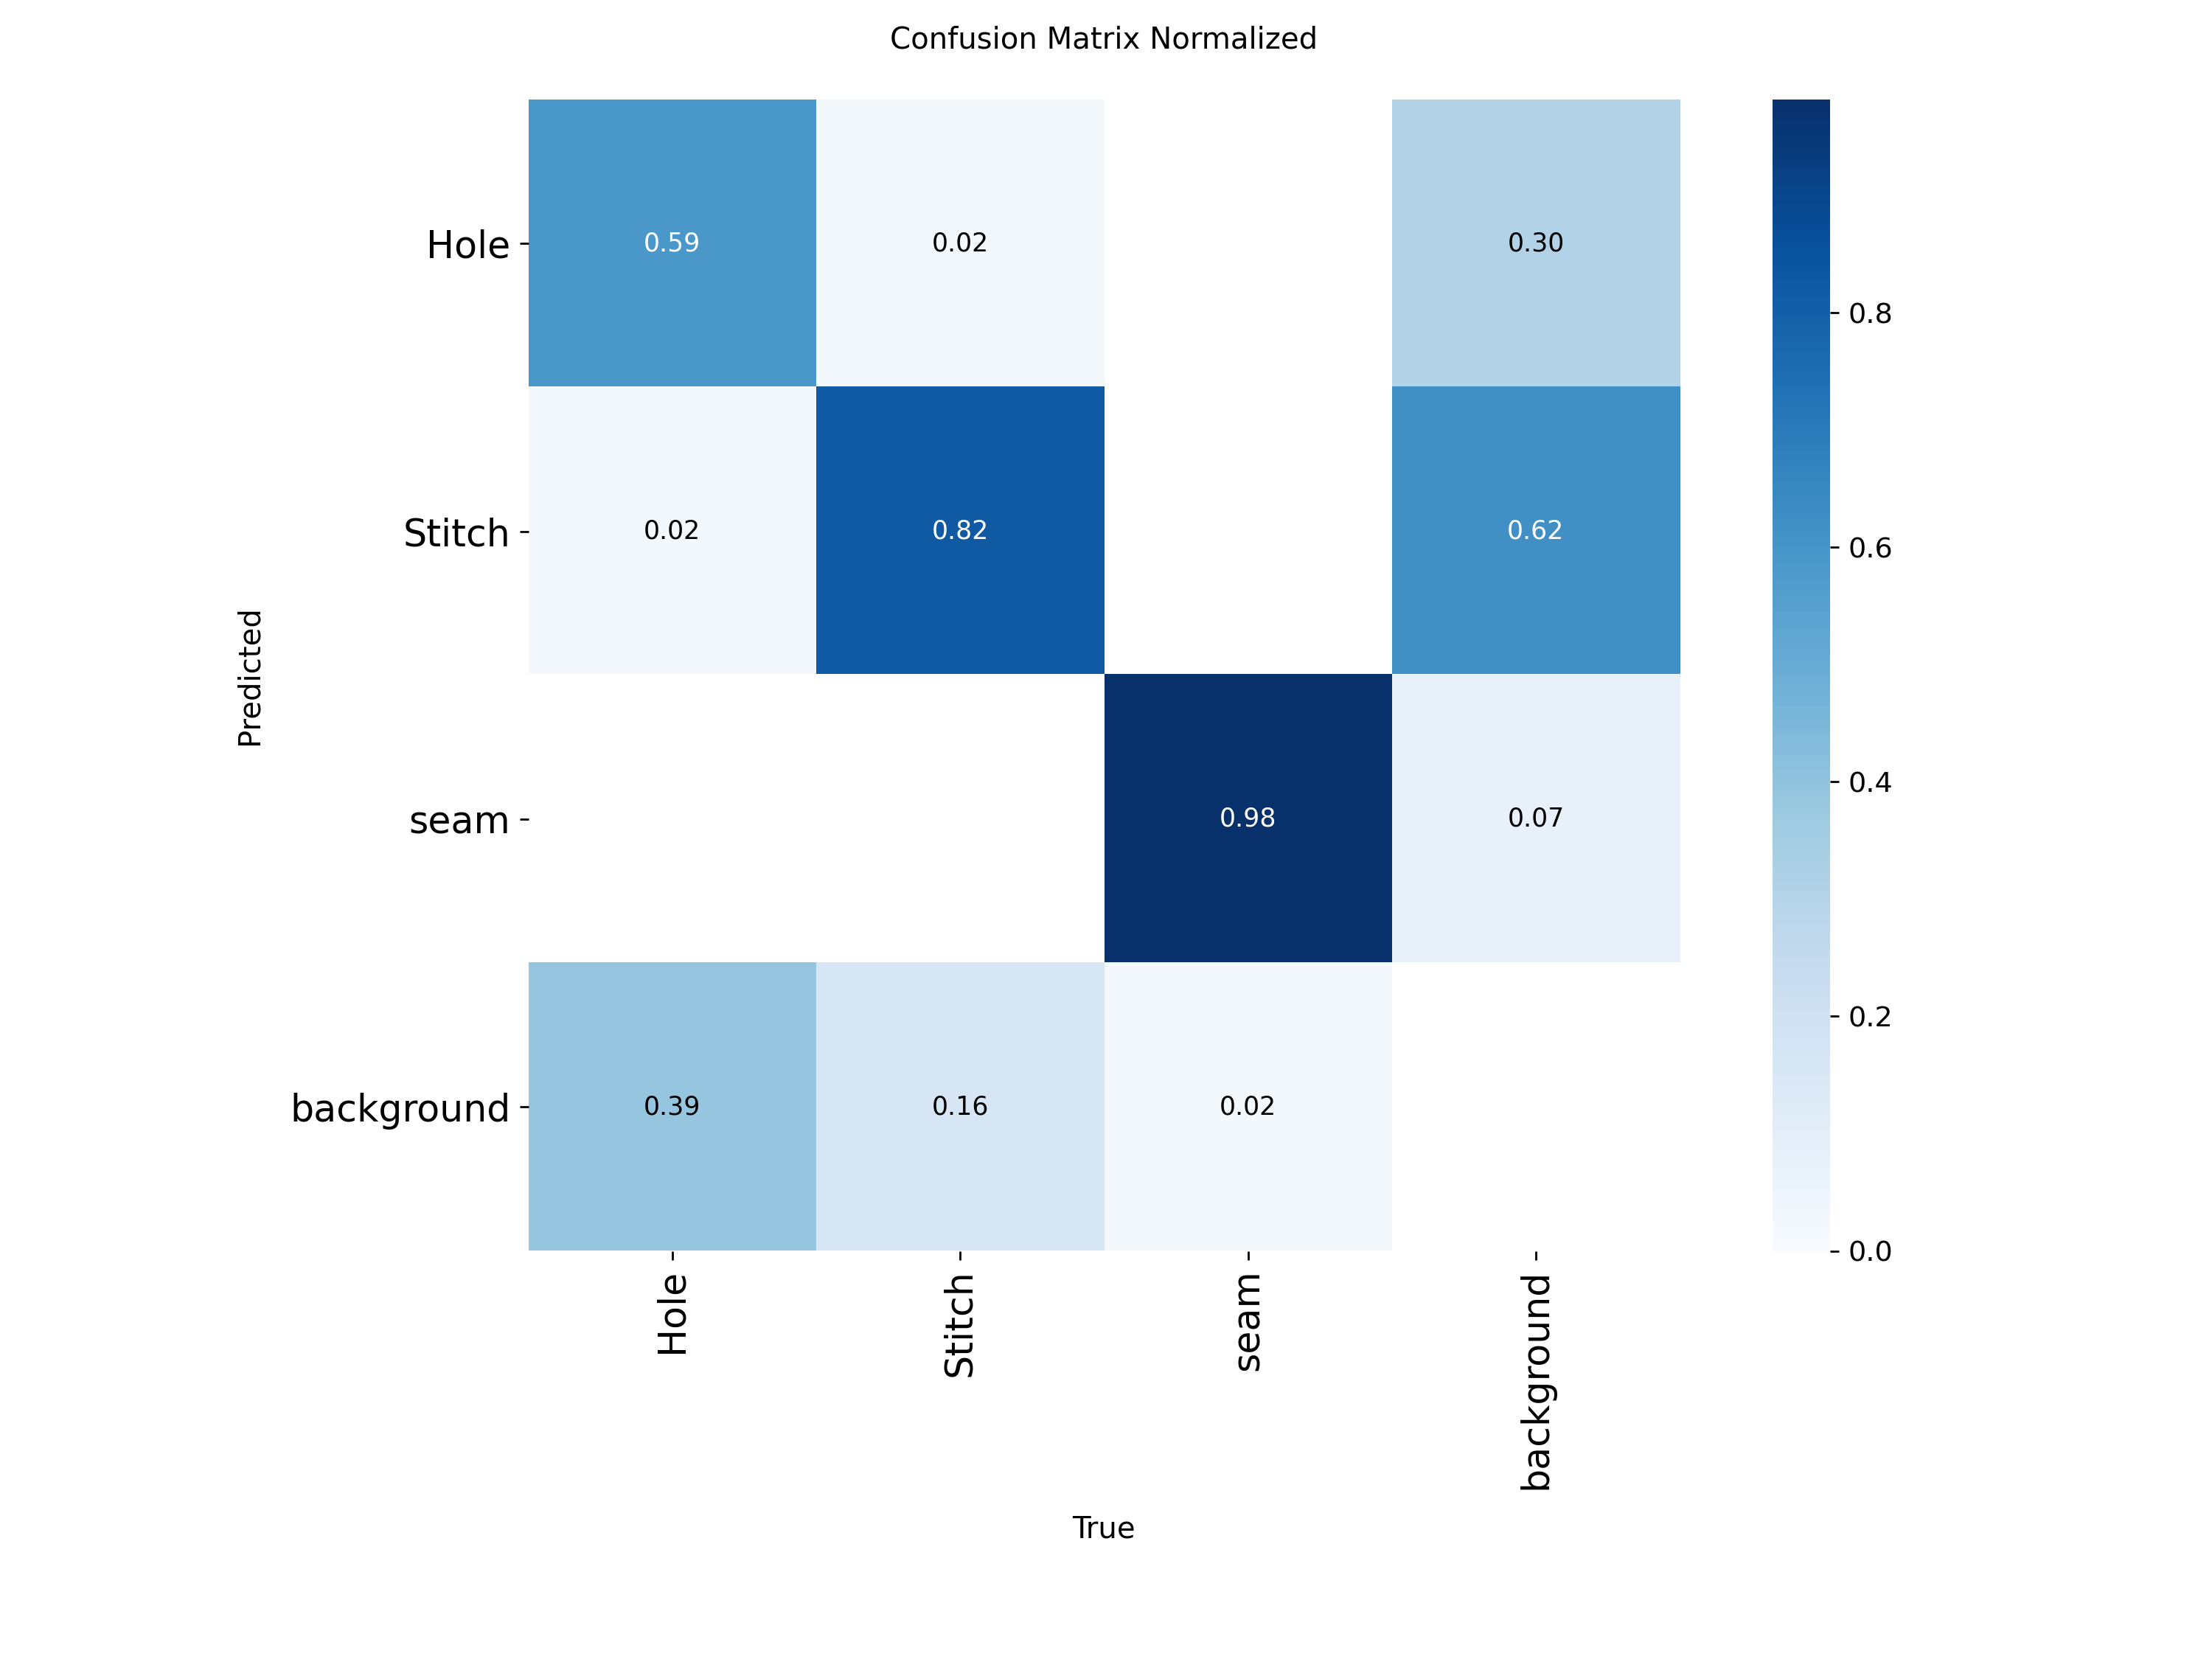 Confusion Matrix Normalized
Hole
0.59
0.02
0.30
Stitch
0.02
0.82
0.62
seam
0.98
0.07
background
0.39
0.16
0.02
Predicted
Hole
Stitch
seam
background
True
0.8
0.6
0.4
0.2
0.0